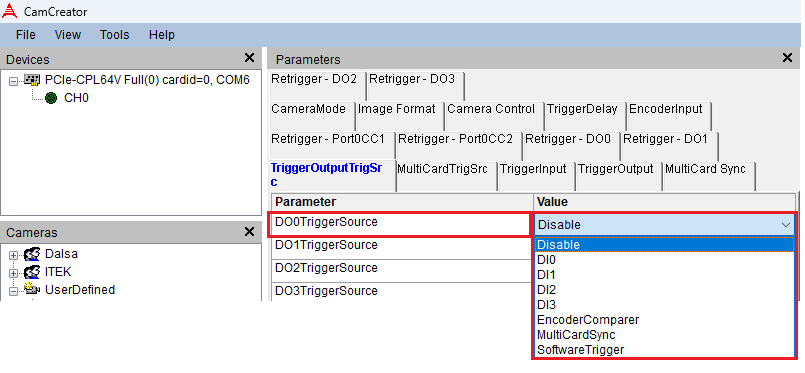 CamCreator
File View Tools Help
Devices
PCIe-CPL64V Full(0) cardid=0, COM6
CH0
Cameras
Dalsa
ITEK
UserDefined
Parameters
Retrigger - DO2 Retrigger - DO3
CameraMode Image Format Camera Control TriggerDelay EncoderInput
Retrigger - Port0CC1 Retrigger - Port0CC2 Retrigger - DO0 Retrigger - DO1
TriggerOutputTrigSr
c
MultiCardTrigSrc TriggerInput TriggerOutput MultiCard Sync
Parameter Value
DO0TriggerSource Disable
DO1TriggerSource
DO2TriggerSource
DO3TriggerSource
Disable
DI0
DI1
DI2
DI3
EncoderComparer
MultiCardSync
SoftwareTrigger